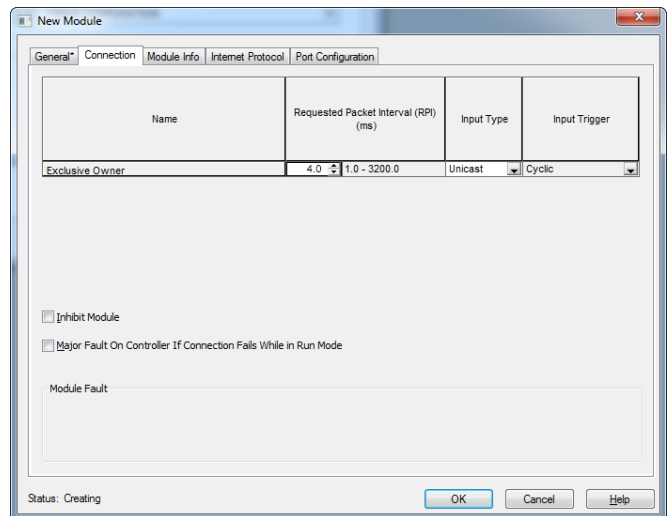 New Module
General* Connection Module Info Internet Protocol Port Configuration
Name Requested Packet Interval (RPI) (ms) Input Type Input Trigger
Exclusive Owner 4.0 1.0 - 3200.0 Unicast Cyclic
Inhibit Module
Major Fault On Controller If Connection Fails While in Run Mode
Module Fault
Status: Creating OK Cancel Help